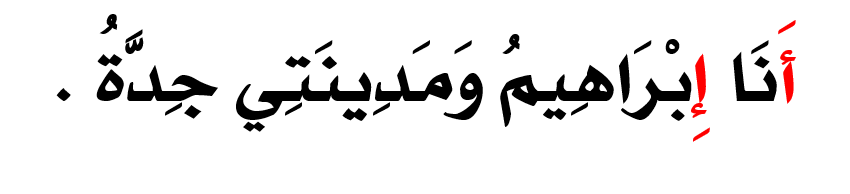 أَنَا إِبْرَاهِيمُ وَمَدِينَتِي جِدَّةُ .